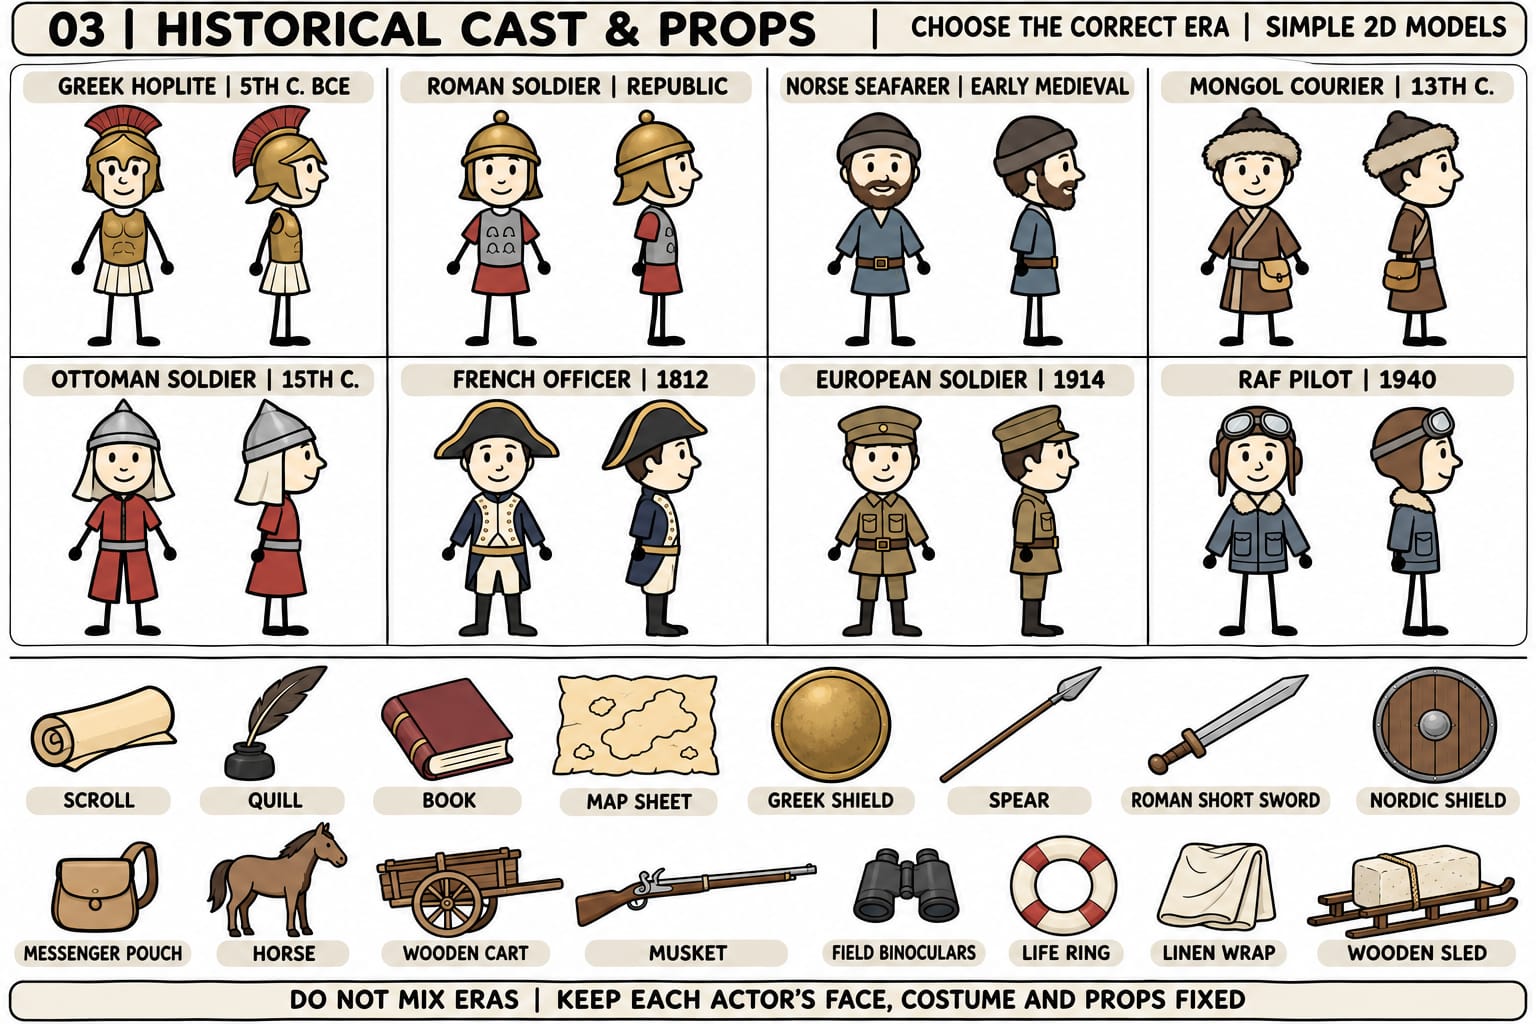 03 | HISTORICAL CAST & PROPS | CHOOSE THE CORRECT ERA | SIMPLE 2D MODELS
GREEK HOPLITE | 5TH C. BCE
ROMAN SOLDIER | REPUBLIC
NORSE SEAFARER | EARLY MEDIEVAL
MONGOL COURIER | 13TH C.
OTTOMAN SOLDIER | 15TH C.
FRENCH OFFICER | 1812
EUROPEAN SOLDIER | 1914
RAF PILOT | 1940
SCROLL
QUILL
BOOK
MAP SHEET
GREEK SHIELD
SPEAR
ROMAN SHORT SWORD
NORDIC SHIELD
MESSENGER POUCH
HORSE
WOODEN CART
MUSKET
FIELD BINOCULARS
LIFE RING
LINEN WRAP
WOODEN SLED
DO NOT MIX ERAS | KEEP EACH ACTOR'S FACE, COSTUME AND PROPS FIXED